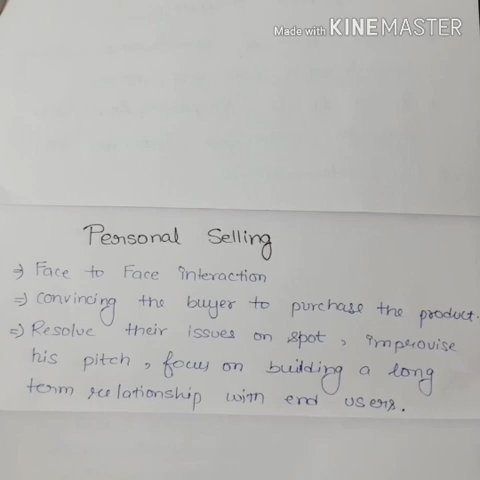 Made with KINEMASTER
Personal Selling
⇒ Face to Face interaction
⇒ convincing the buyer to purchase the product.
⇒ Resolve their issues on spot, improvise
his pitch, focus on building a long
term relationship with end users.